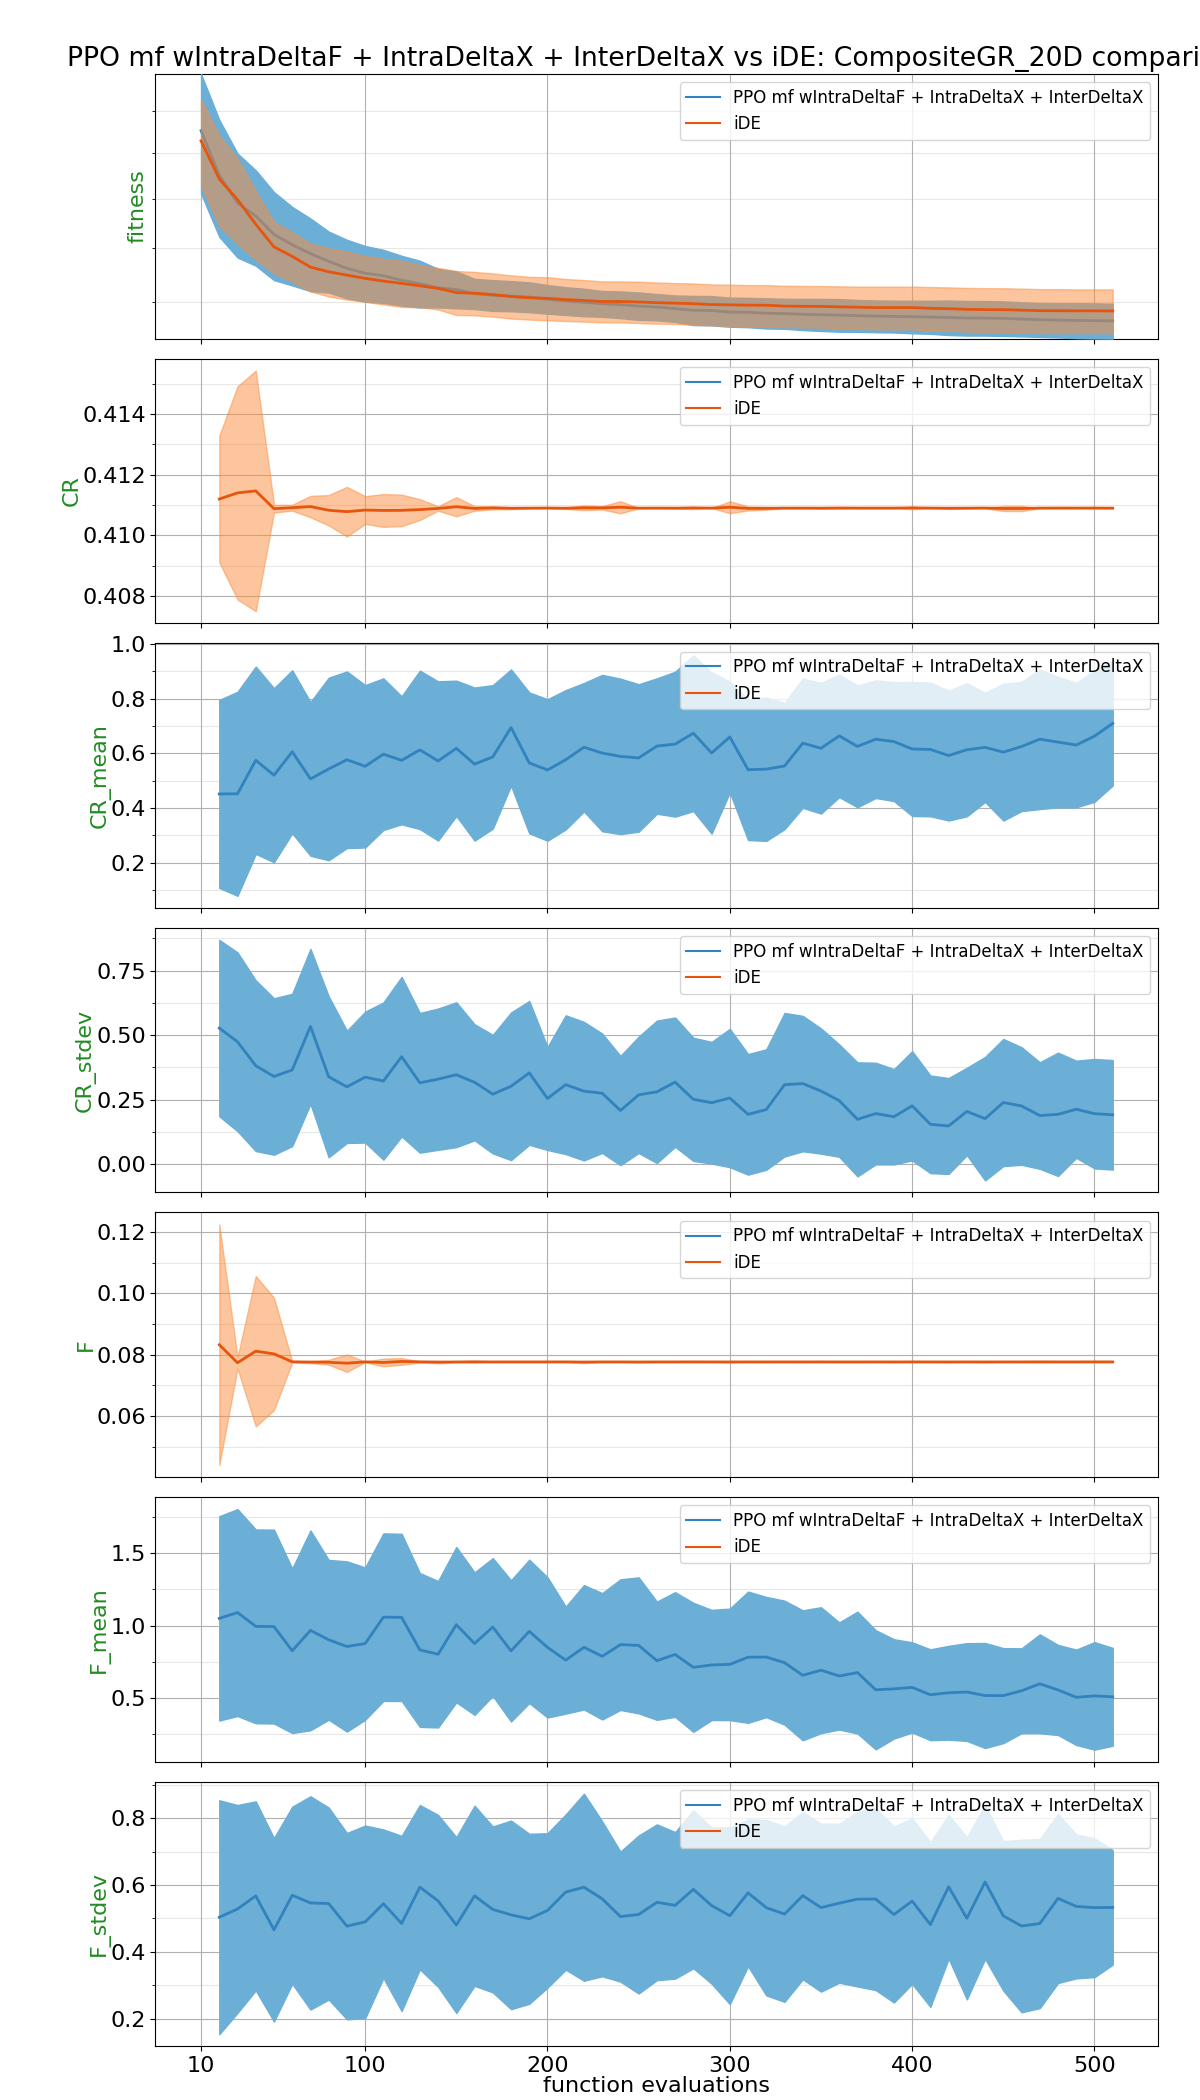 PPO mf wIntraDeltaF + IntraDeltaX + InterDeltaX vs iDE: CompositeGR_20D compari
fitness
PPO mf wIntraDeltaF + IntraDeltaX + InterDeltaX
iDE
CR
0.414
0.412
0.410
0.408
PPO mf wIntraDeltaF + IntraDeltaX + InterDeltaX
iDE
CR_mean
1.0
0.8
0.6
0.4
0.2
PPO mf wIntraDeltaF + IntraDeltaX + InterDeltaX
iDE
CR_stdev
0.75
0.50
0.25
0.00
PPO mf wIntraDeltaF + IntraDeltaX + InterDeltaX
iDE
F
0.12
0.10
0.08
0.06
PPO mf wIntraDeltaF + IntraDeltaX + InterDeltaX
iDE
F_mean
1.5
1.0
0.5
PPO mf wIntraDeltaF + IntraDeltaX + InterDeltaX
iDE
F_stdev
0.8
0.6
0.4
0.2
PPO mf wIntraDeltaF + IntraDeltaX + InterDeltaX
iDE
10 100 200 300 400 500
function evaluations